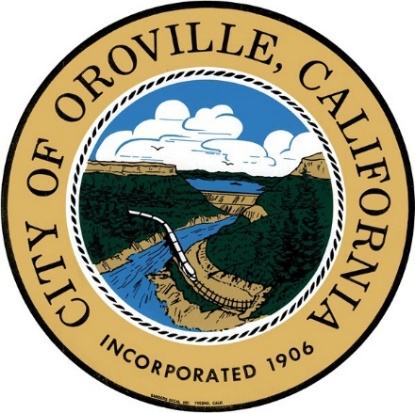 CITY OF OROVILLE, CALIFORNIA
INCORPORATED 1906